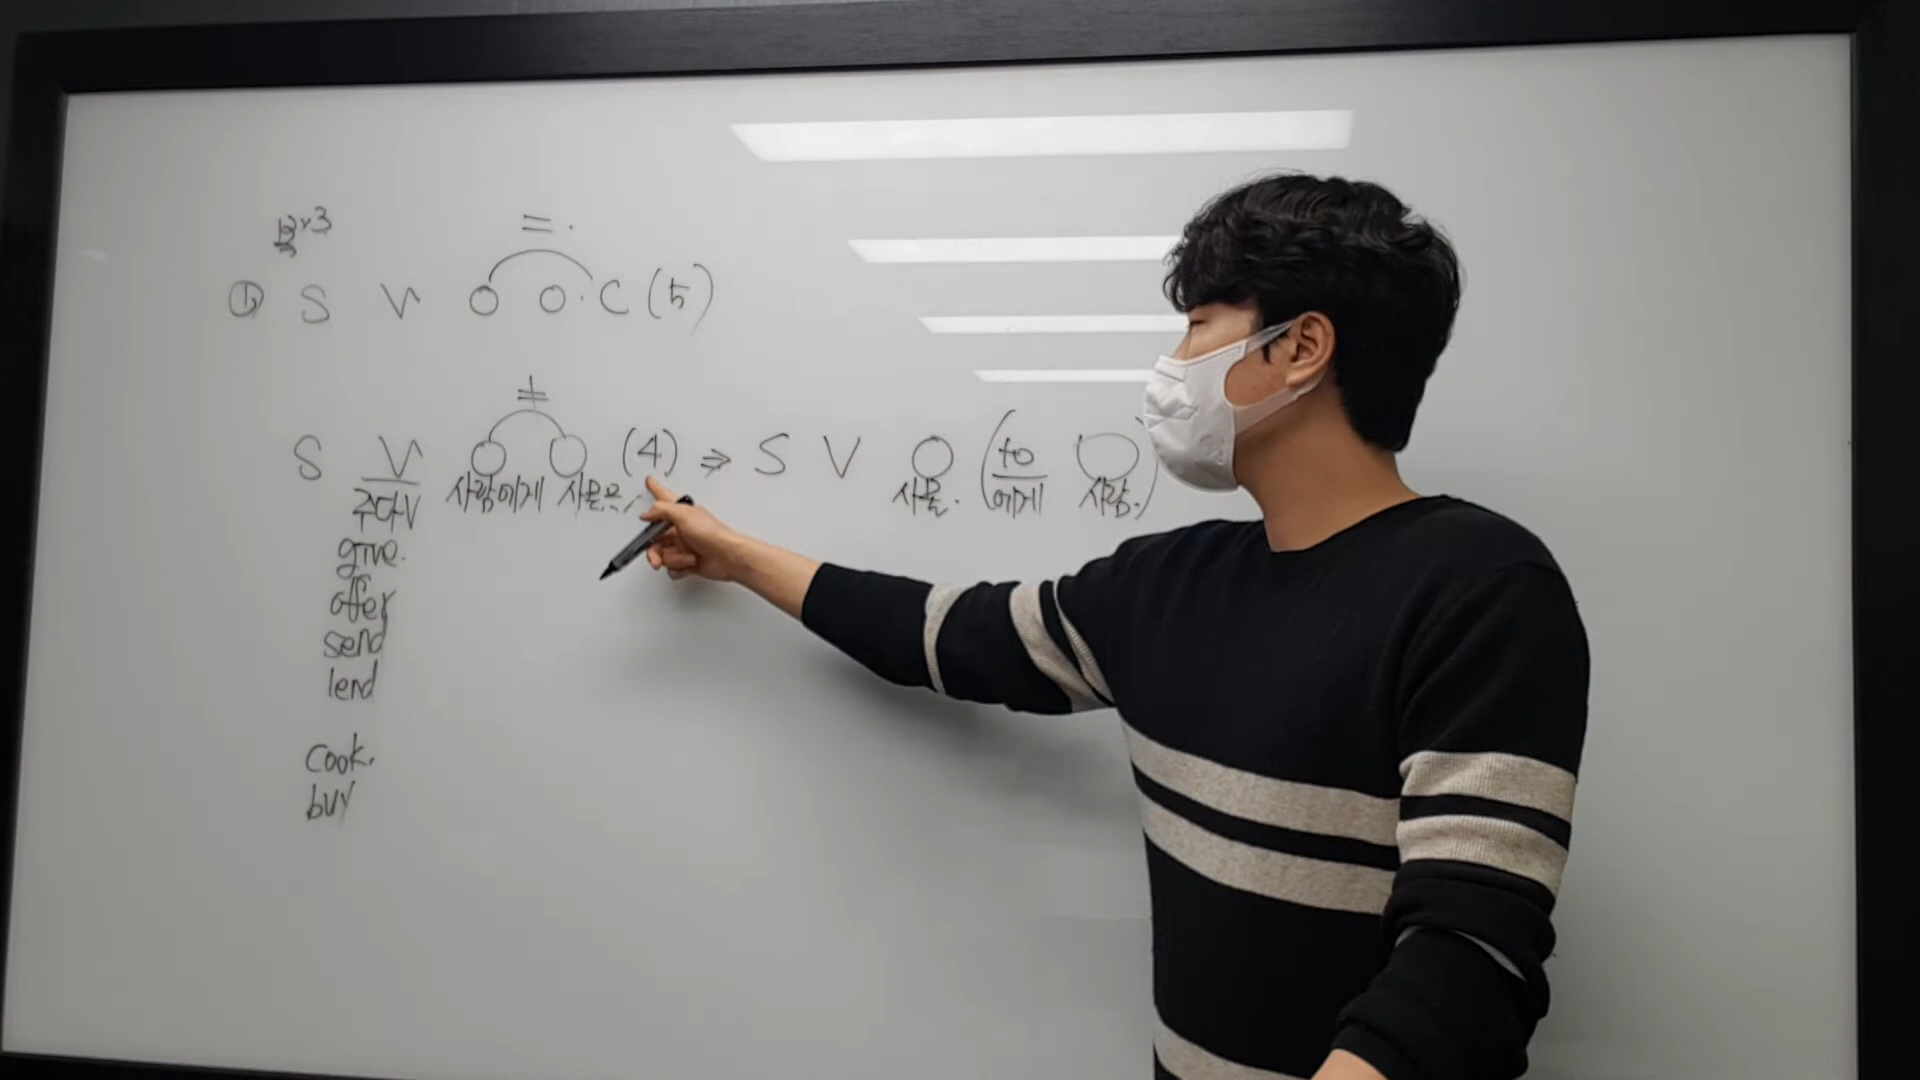 =.
① S V O O.C (5)
≠
S V O O (4) ⇒ S V O (to O)
주다V 사람에게 사물을 사물. 에게 사람.
give.
offer
send
lend
cook.
buy